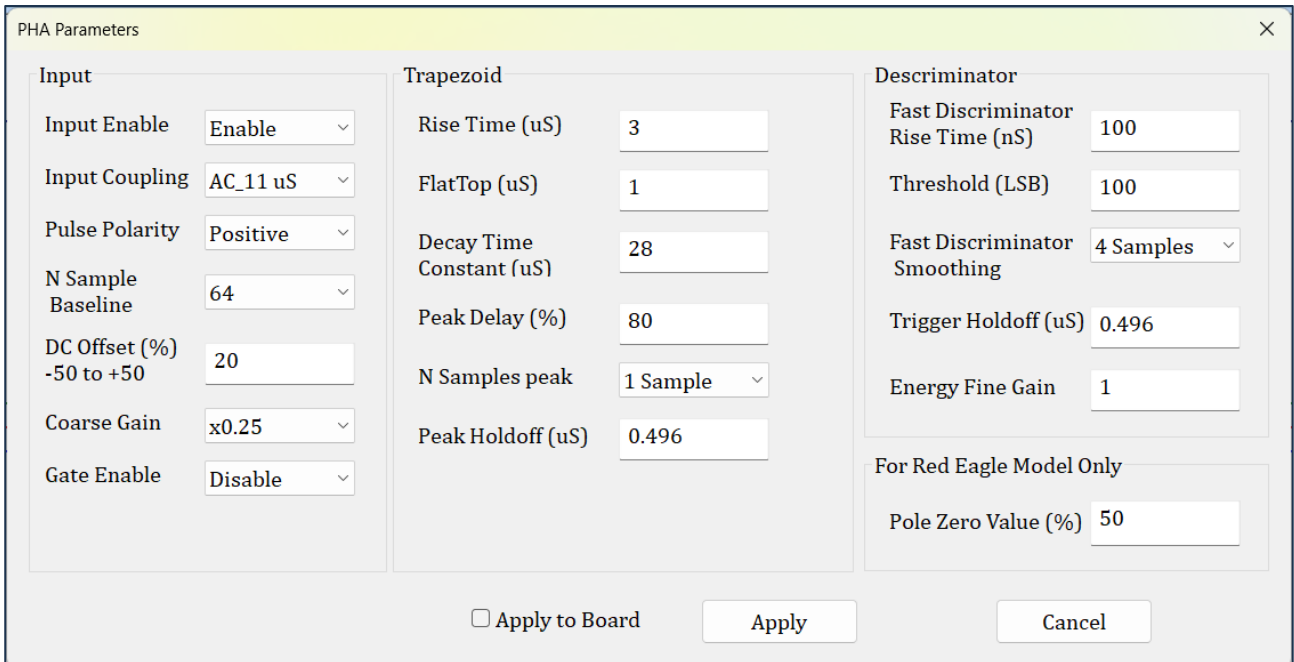 PHA Parameters
Input
Input Enable
Enable
Input Coupling
AC_11 uS
Pulse Polarity
Positive
N Sample
Baseline
64
DC Offset (%)
-50 to +50
20
Coarse Gain
x0.25
Gate Enable
Disable
Trapezoid
Rise Time (uS)
3
FlatTop (uS)
1
Decay Time
Constant (uS)
28
Peak Delay (%)
80
N Samples peak
1 Sample
Peak Holdoff (uS)
0.496
Descriminator
Fast Discriminator
Rise Time (nS)
100
Threshold (LSB)
100
Fast Discriminator
Smoothing
4 Samples
Trigger Holdoff (uS)
0.496
Energy Fine Gain
1
For Red Eagle Model Only
Pole Zero Value (%)
50
Apply to Board
Apply
Cancel